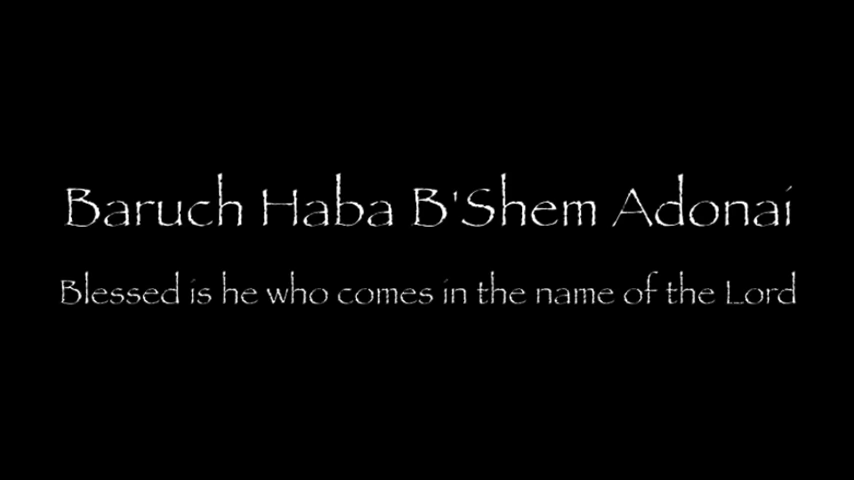 Baruch Haba B'Shem Adonai
Blessed is he who comes in the name of the Lord